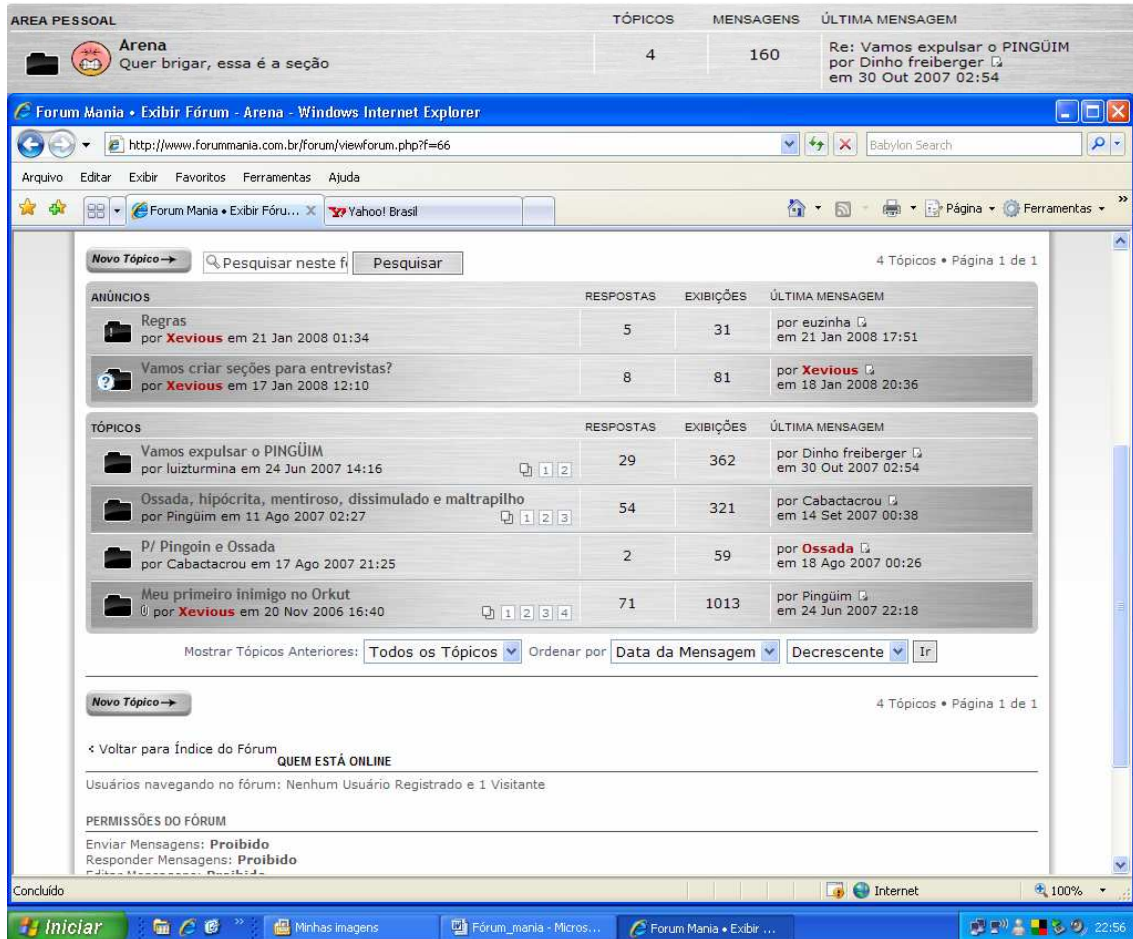 AREA PESSOAL TÓPICOS MENSAGENS ÚLTIMA MENSAGEM
Arena
Quer brigar, essa é a seção
4 160
Re: Vamos expulsar o PINGÜIM
por Dinho freiberger
em 30 Out 2007 02:54
Forum Mania • Exibir Fórum - Arena - Windows Internet Explorer
http://www.forummania.com.br/forum/viewforum.php?f=66 Babylon Search
Arquivo Editar Exibir Favoritos Ferramentas Ajuda
Forum Mania • Exibir Fóru... Yahoo! Brasil Página Ferramentas
Novo Tópico Pesquisar neste f Pesquisar 4 Tópicos • Página 1 de 1
ANÚNCIOS RESPOSTAS EXIBIÇÕES ÚLTIMA MENSAGEM
Regras
por Xevious em 21 Jan 2008 01:34
5 31
por euzinha
em 21 Jan 2008 17:51
Vamos criar seções para entrevistas?
por Xevious em 17 Jan 2008 12:10
8 81
por Xevious
em 18 Jan 2008 20:36
TÓPICOS RESPOSTAS EXIBIÇÕES ÚLTIMA MENSAGEM
Vamos expulsar o PINGÜIM
por luizturmina em 24 Jun 2007 14:16 1 2
29 362
por Dinho freiberger
em 30 Out 2007 02:54
Ossada, hipócrita, mentiroso, dissimulado e maltrapilho
por Pingüim em 11 Ago 2007 02:27 1 2 3
54 321
por Cabactacrou
em 14 Set 2007 00:38
P/ Pingoin e Ossada
por Cabactacrou em 17 Ago 2007 21:25
2 59
por Ossada
em 18 Ago 2007 00:26
Meu primeiro inimigo no Orkut
por Xevious em 20 Nov 2006 16:40 1 2 3 4
71 1013
por Pingüim
em 24 Jun 2007 22:18
Mostrar Tópicos Anteriores: Todos os Tópicos Ordenar por Data da Mensagem Decrescente Ir
Novo Tópico 4 Tópicos • Página 1 de 1
< Voltar para Índice do Fórum
QUEM ESTÁ ONLINE
Usuários navegando no fórum: Nenhum Usuário Registrado e 1 Visitante
PERMISSÕES DO FÓRUM
Enviar Mensagens: Proibido
Responder Mensagens: Proibido
Concluído Internet 100%
Iniciar Minhas imagens Fórum_mania - Micros... Forum Mania • Exibir ... 22:56